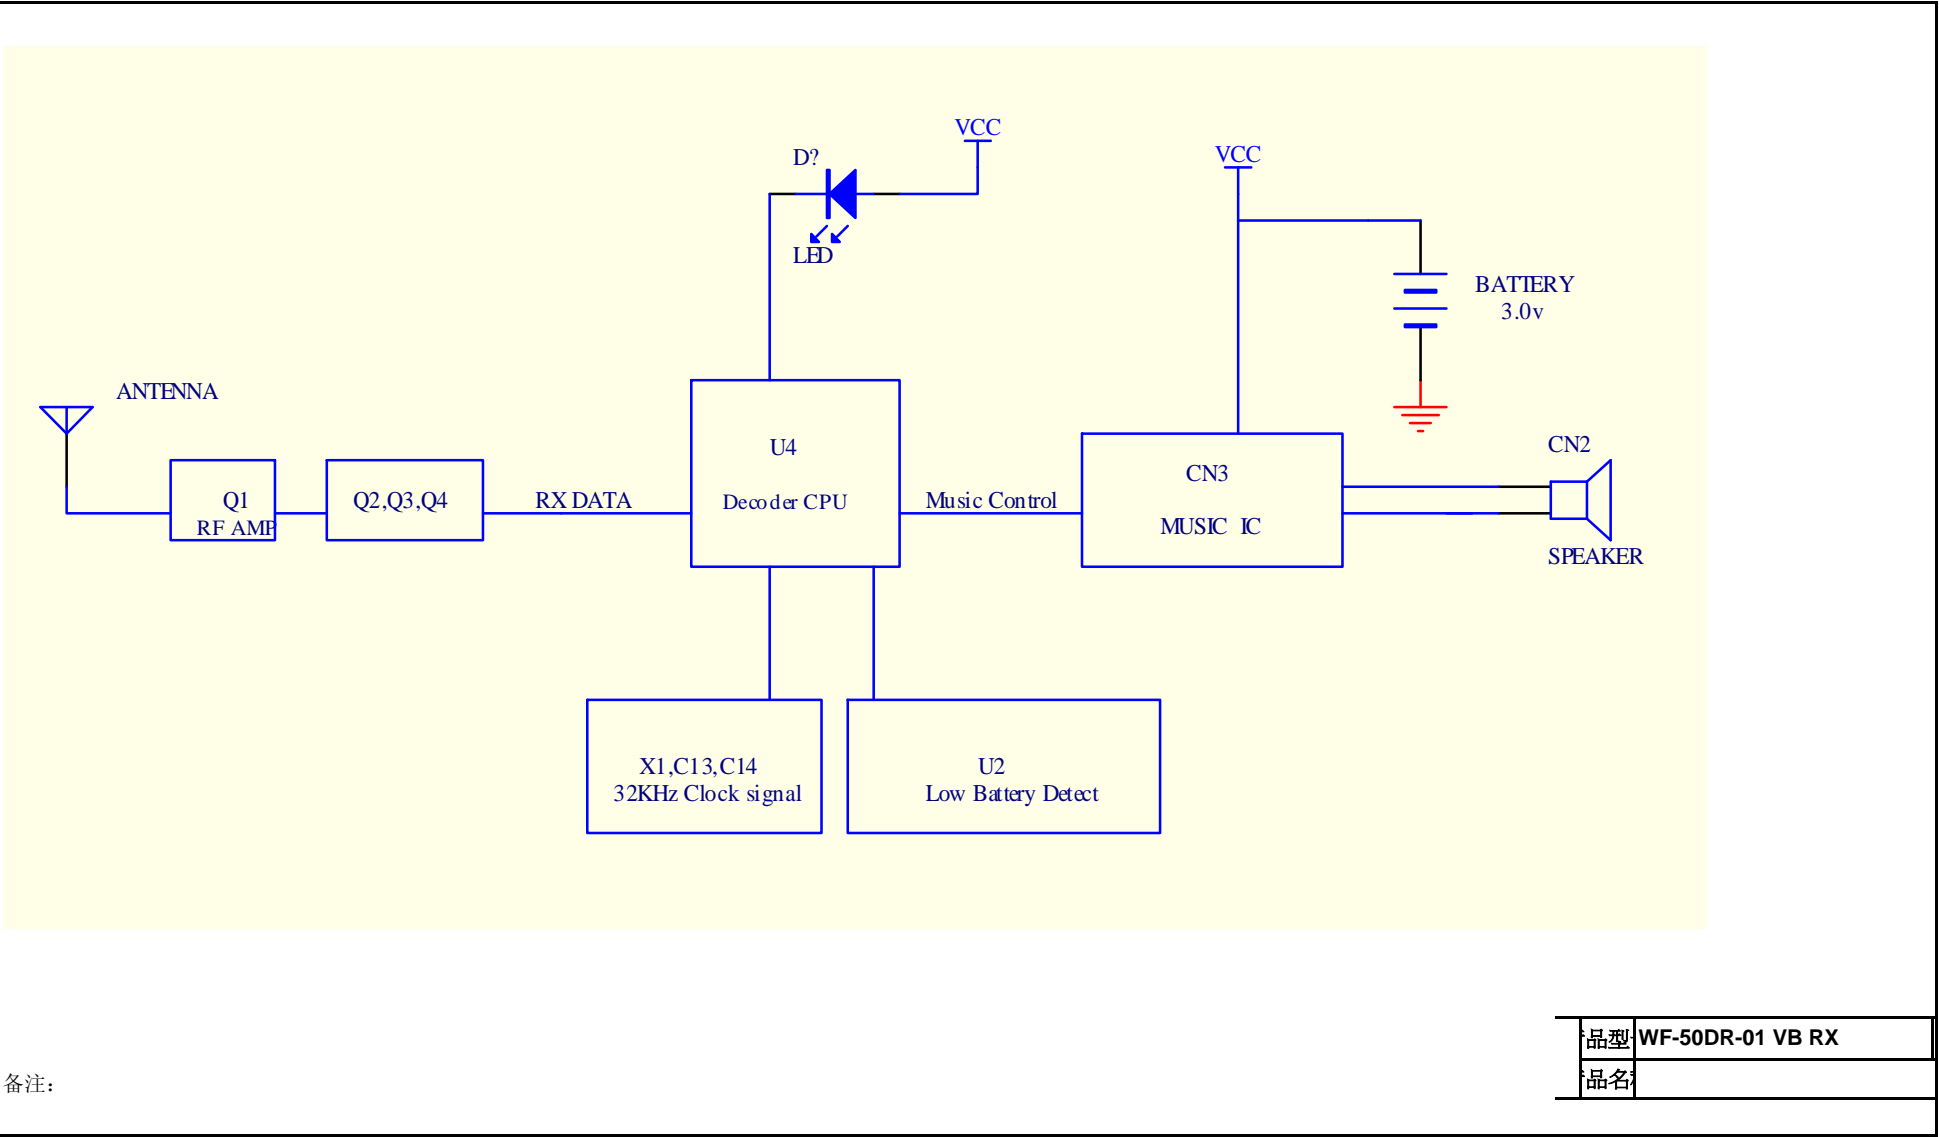 VCC
D?
VCC
LED
BATTERY
3.0v
ANTENNA
U4
CN2
CN3
Q1
Q2,Q3,Q4
RX DATA
Decoder CPU
Music Control
RF AMP
MUSIC IC
SPEAKER
X1,C13,C14
U2
32KHz Clock signal
Low Battery Detect
品型
WF-50DR-01 VB RX
品名
备注：